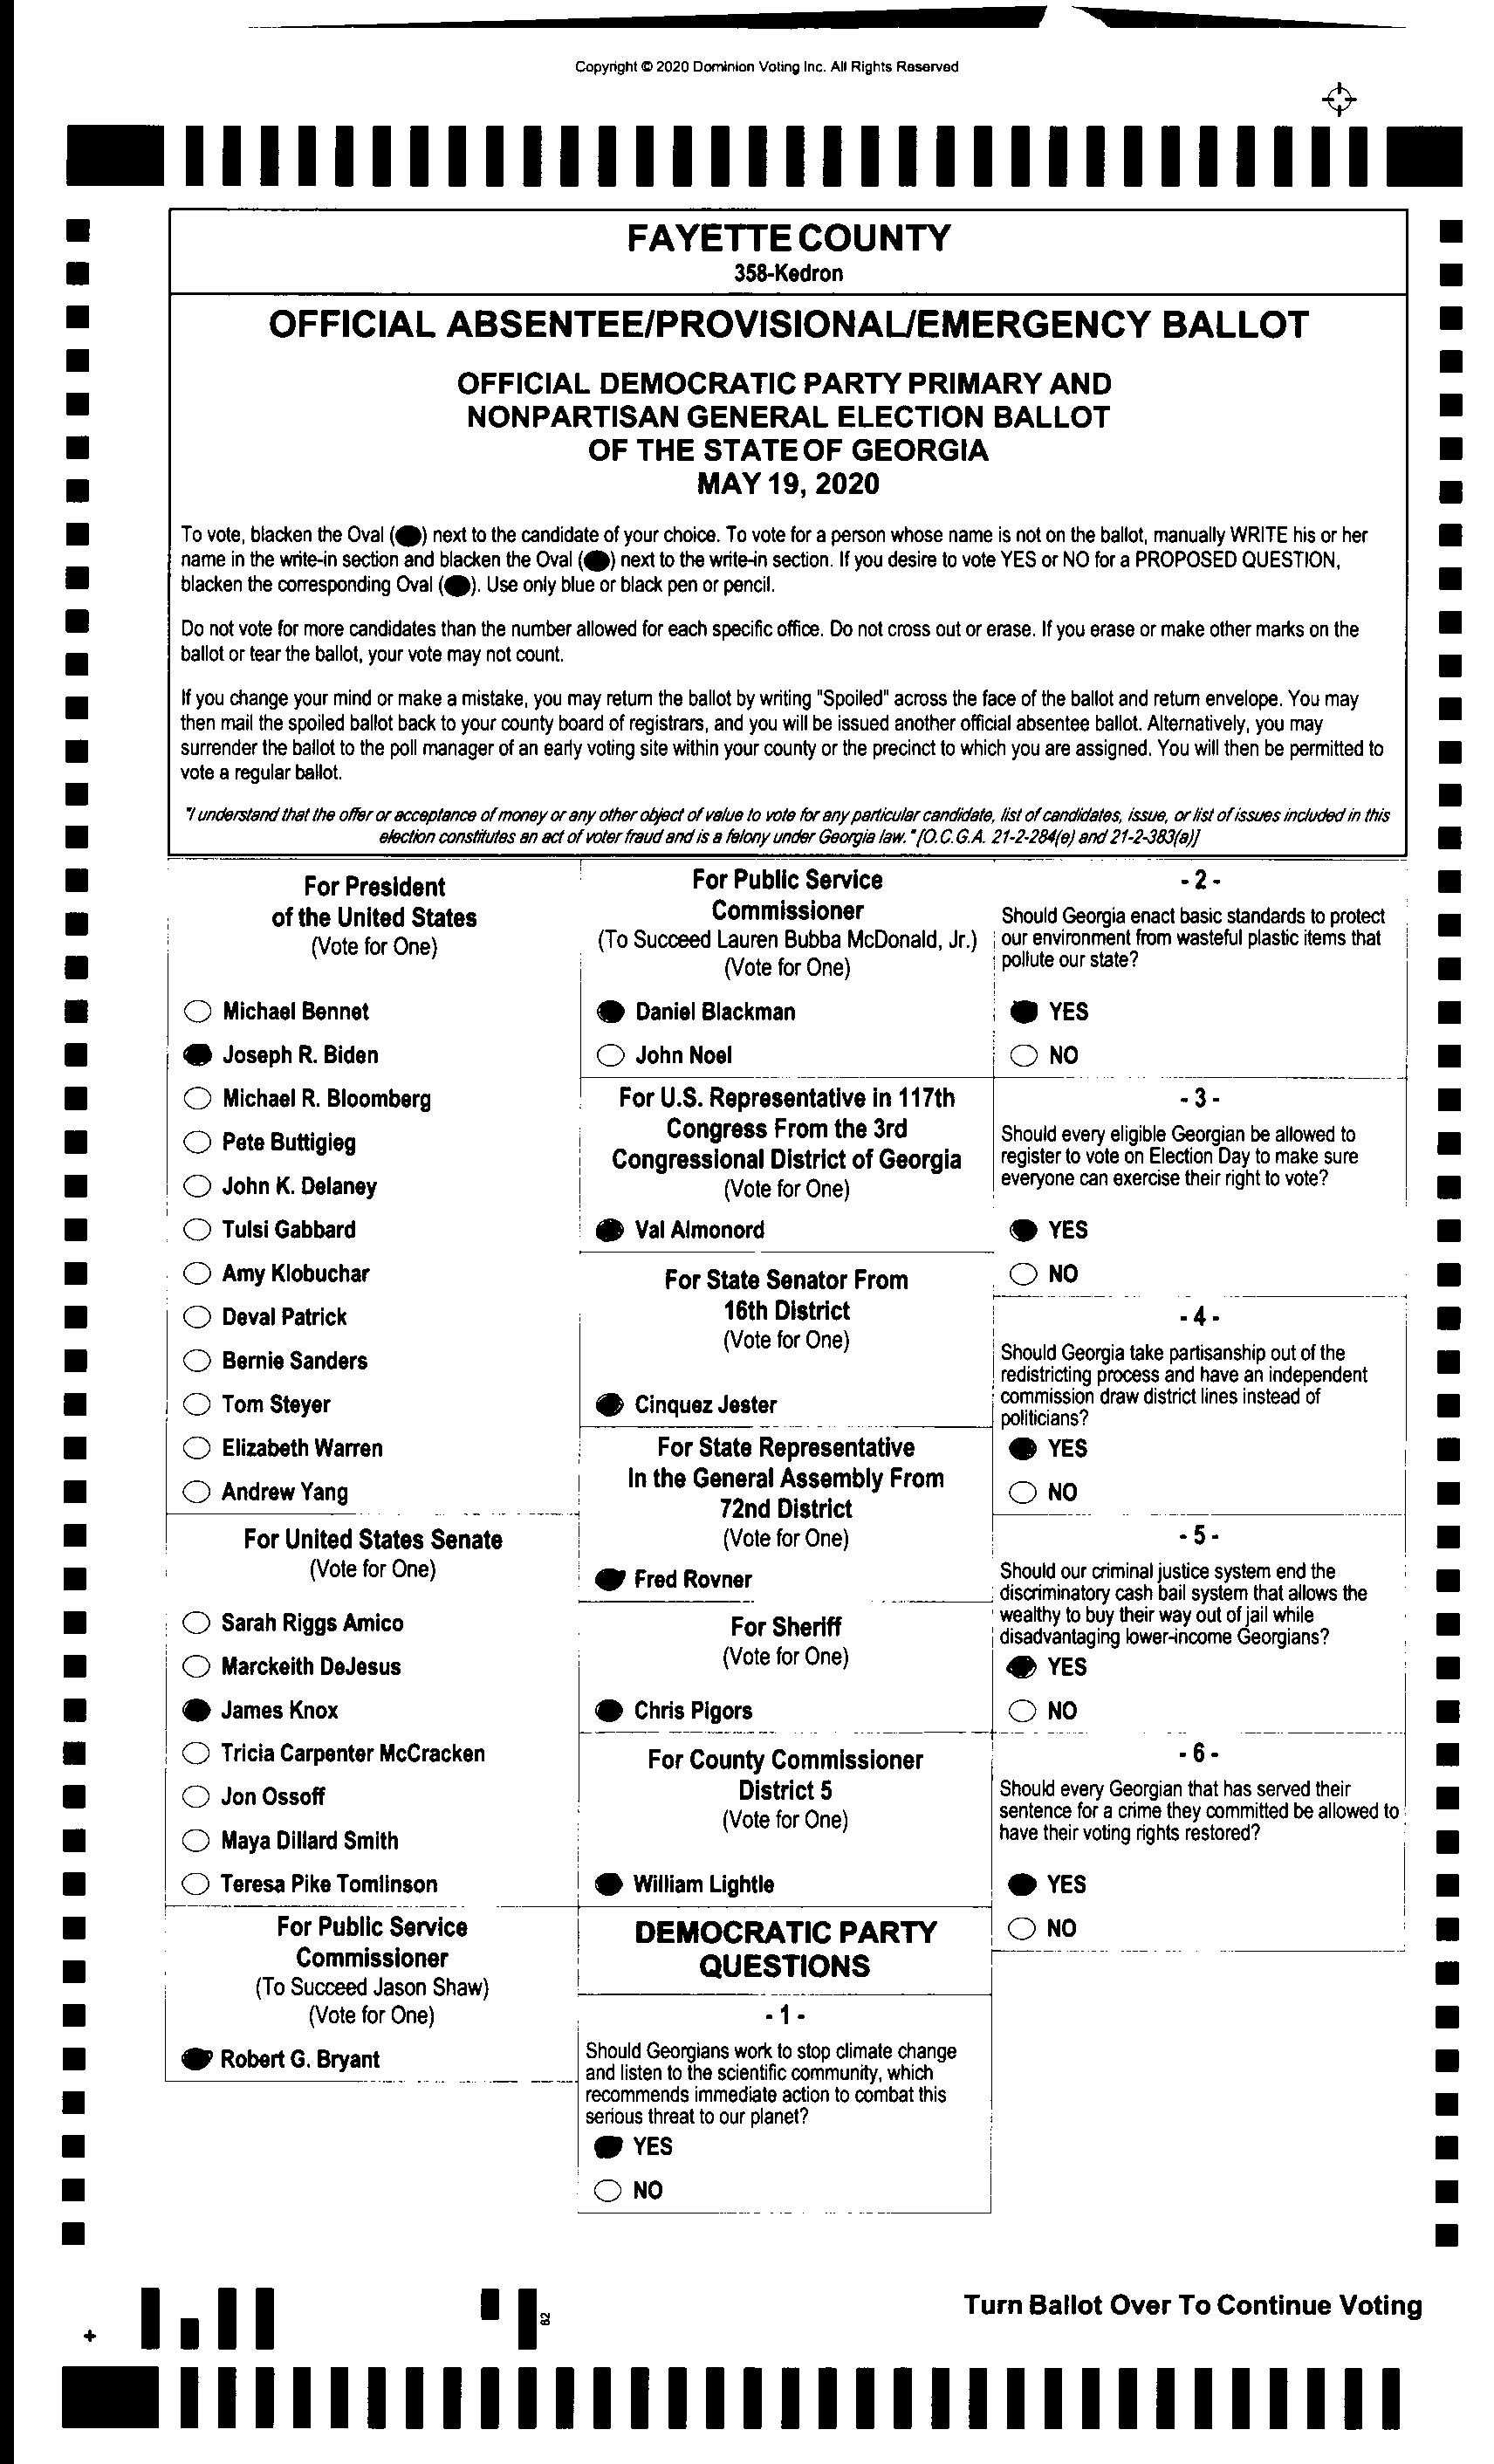 Copyright © 2020 Dominion Voting Inc. All Rights Reserved
FAYETTE COUNTY
358-Kedron
OFFICIAL ABSENTEE/PROVISIONAL/EMERGENCY BALLOT
OFFICIAL DEMOCRATIC PARTY PRIMARY AND
NONPARTISAN GENERAL ELECTION BALLOT
OF THE STATE OF GEORGIA
MAY 19, 2020
To vote, blacken the Oval ( ) next to the candidate of your choice. To vote for a person whose name is not on the ballot, manually WRITE his or her
name in the write-in section and blacken the Oval ( ) next to the write-in section. If you desire to vote YES or NO for a PROPOSED QUESTION,
blacken the corresponding Oval ( ). Use only blue or black pen or pencil.
Do not vote for more candidates than the number allowed for each specific office. Do not cross out or erase. If you erase or make other marks on the
ballot or tear the ballot, your vote may not count.
If you change your mind or make a mistake, you may return the ballot by writing "Spoiled" across the face of the ballot and return envelope. You may
then mail the spoiled ballot back to your county board of registrars, and you will be issued another official absentee ballot. Alternatively, you may
surrender the ballot to the poll manager of an early voting site within your county or the precinct to which you are assigned. You will then be permitted to
vote a regular ballot.
"I understand that the offer or acceptance of money or any other object of value to vote for any particular candidate, list of candidates, issue, or list of issues included in this
election constitutes an act of voter fraud and is a felony under Georgia law." [O.C.G.A. 21-2-284(e) and 21-2-383(a)]
For President
of the United States
(Vote for One)
Michael Bennet
Joseph R. Biden
Michael R. Bloomberg
Pete Buttigieg
John K. Delaney
Tulsi Gabbard
Amy Klobuchar
Deval Patrick
Bernie Sanders
Tom Steyer
Elizabeth Warren
Andrew Yang
For United States Senate
(Vote for One)
Sarah Riggs Amico
Marckeith DeJesus
James Knox
Tricia Carpenter McCracken
Jon Ossoff
Maya Dillard Smith
Teresa Pike Tomlinson
For Public Service
Commissioner
(To Succeed Jason Shaw)
(Vote for One)
Robert G. Bryant
For Public Service
Commissioner
(To Succeed Lauren Bubba McDonald, Jr.)
(Vote for One)
Daniel Blackman
John Noel
For U.S. Representative in 117th
Congress From the 3rd
Congressional District of Georgia
(Vote for One)
Val Almonord
For State Senator From
16th District
(Vote for One)
Cinquez Jester
For State Representative
In the General Assembly From
72nd District
(Vote for One)
Fred Rovner
For Sheriff
(Vote for One)
Chris Pigors
For County Commissioner
District 5
(Vote for One)
William Lightle
DEMOCRATIC PARTY
QUESTIONS
- 1 -
Should Georgians work to stop climate change
and listen to the scientific community, which
recommends immediate action to combat this
serious threat to our planet?
YES
NO
- 2 -
Should Georgia enact basic standards to protect
our environment from wasteful plastic items that
pollute our state?
YES
NO
- 3 -
Should every eligible Georgian be allowed to
register to vote on Election Day to make sure
everyone can exercise their right to vote?
YES
NO
- 4 -
Should Georgia take partisanship out of the
redistricting process and have an independent
commission draw district lines instead of
politicians?
YES
NO
- 5 -
Should our criminal justice system end the
discriminatory cash bail system that allows the
wealthy to buy their way out of jail while
disadvantaging lower-income Georgians?
YES
NO
- 6 -
Should every Georgian that has served their
sentence for a crime they committed be allowed to
have their voting rights restored?
YES
NO
82
Turn Ballot Over To Continue Voting